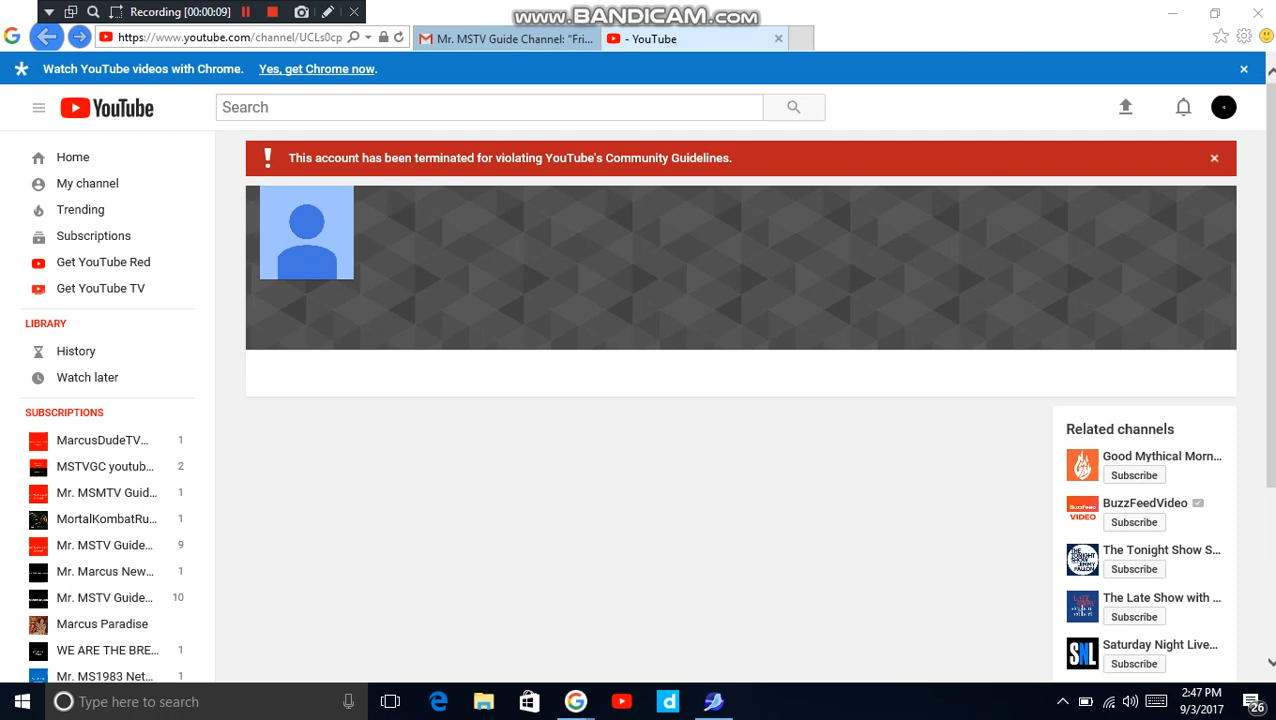 Recording [00:00:09]
www.BANDICAM.com
https://www.youtube.com/channel/UCLs0cp
Mr. MSTV Guide Channel: "Fri...
- YouTube
Watch YouTube videos with Chrome. Yes, get Chrome now.
YouTube
Search
This account has been terminated for violating YouTube's Community Guidelines.
Home
My channel
Trending
Subscriptions
Get YouTube Red
Get YouTube TV
LIBRARY
History
Watch later
SUBSCRIPTIONS
MarcusDudeTV... 1
MSTVGC youtub... 2
Mr. MSMTV Guid... 1
MortalKombatRu... 1
Mr. MSTV Guide... 9
Mr. Marcus New... 1
Mr. MSTV Guide... 10
Marcus Paradise
WE ARE THE BRE... 1
Mr. MS1983 Net... 1
Related channels
Good Mythical Morn...
Subscribe
BuzzFeedVideo
Subscribe
The Tonight Show S...
Subscribe
The Late Show with ...
Subscribe
Saturday Night Live...
Subscribe
BuzzFeed
VIDEO
SNL
Type here to search
2:47 PM
9/3/2017
26